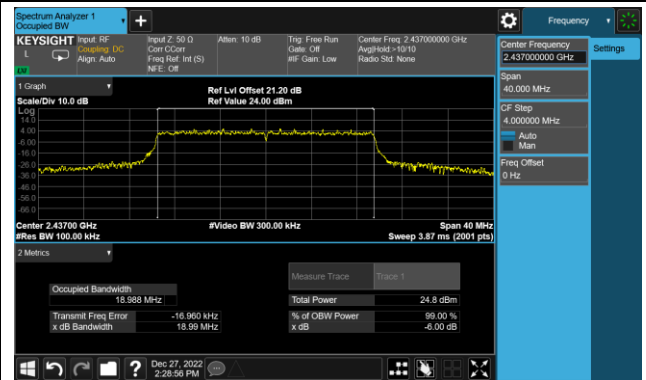 Spectrum Analyzer 1
Occupied BW
Frequency
KEYSIGHT
L
LXI
Input: RF
Coupling: DC
Align: Auto
Input Z: 50 Ω
Corr CCorr
Freq Ref: Int (S)
NFE: Off
Atten: 10 dB
Trig: Free Run
Gate: Off
#IF Gain: Low
Center Freq: 2.437000000 GHz
Avg|Hold:>10/10
Radio Std: None
Center Frequency
2.437000000 GHz
Settings
Span
40.000 MHz
CF Step
4.000000 MHz
Auto
Man
Freq Offset
0 Hz
1 Graph
Scale/Div 10.0 dB
Ref Lvl Offset 21.20 dB
Ref Value 24.00 dBm
Log
14.0
4.00
-6.00
-16.0
-26.0
-36.0
-46.0
-56.0
-66.0
Center 2.43700 GHz
#Res BW 100.00 kHz
#Video BW 300.00 kHz
Span 40 MHz
Sweep 3.87 ms (2001 pts)
2 Metrics
Measure Trace
Trace 1
Occupied Bandwidth
18.988 MHz
Total Power
24.8 dBm
Transmit Freq Error
-16.960 kHz
% of OBW Power
99.00 %
x dB Bandwidth
18.99 MHz
x dB
-6.00 dB
?
Dec 27, 2022
2:28:56 PM